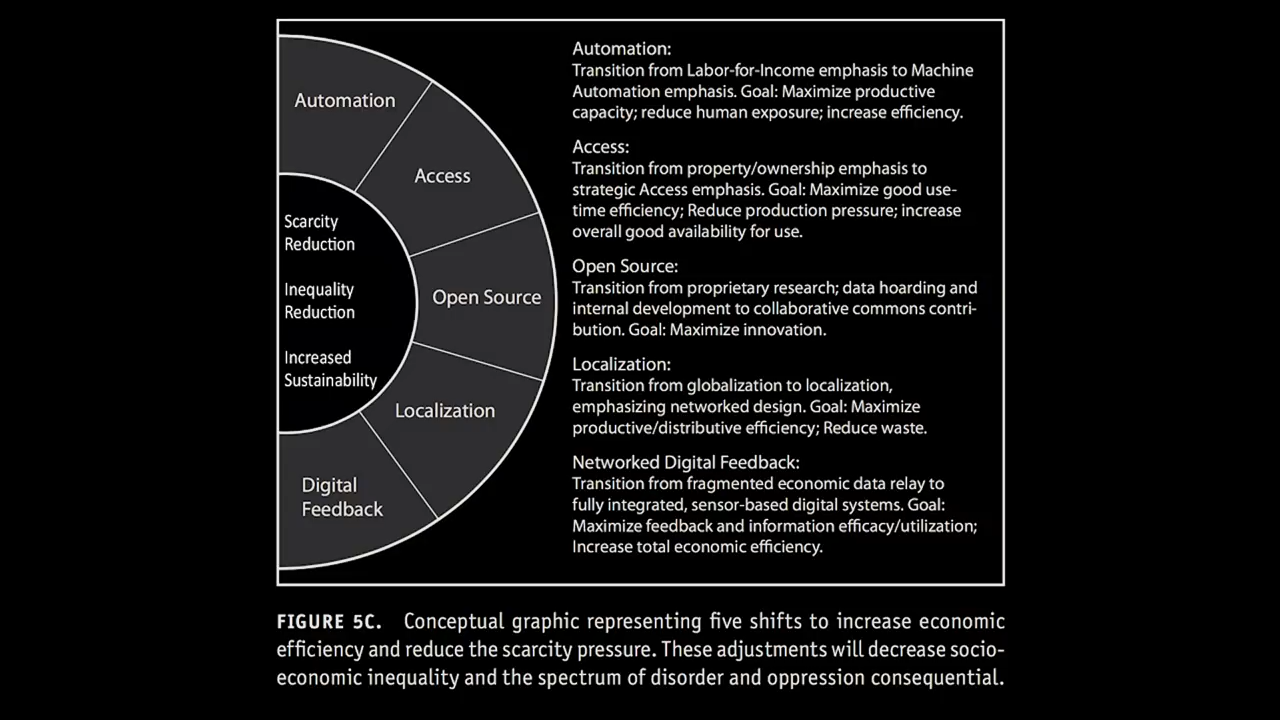 Automation
Access
Open Source
Localization
Digital
Feedback
Scarcity
Reduction
Inequality
Reduction
Increased
Sustainability
Automation:
Transition from Labor-for-Income emphasis to Machine
Automation emphasis. Goal: Maximize productive
capacity; reduce human exposure; increase efficiency.
Access:
Transition from property/ownership emphasis to
strategic Access emphasis. Goal: Maximize good use-
time efficiency; Reduce production pressure; increase
overall good availability for use.
Open Source:
Transition from proprietary research; data hoarding and
internal development to collaborative commons contri-
bution. Goal: Maximize innovation.
Localization:
Transition from globalization to localization,
emphasizing networked design. Goal: Maximize
productive/distributive efficiency; Reduce waste.
Networked Digital Feedback:
Transition from fragmented economic data relay to
fully integrated, sensor-based digital systems. Goal:
Maximize feedback and information efficacy/utilization;
Increase total economic efficiency.
FIGURE 5C. Conceptual graphic representing five shifts to increase economic
efficiency and reduce the scarcity pressure. These adjustments will decrease socio-
economic inequality and the spectrum of disorder and oppression consequential.